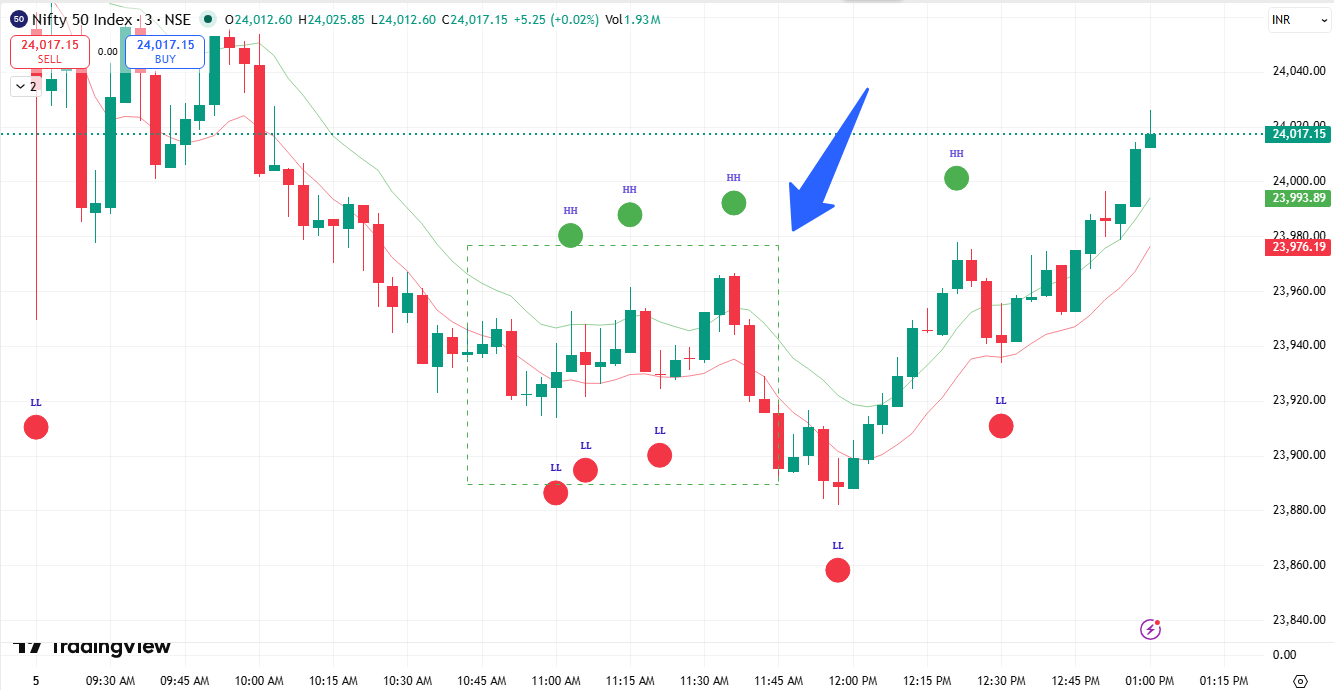 50 Nifty 50 Index · 3 · NSE O24,012.60 H24,025.85 L24,012.60 C24,017.15 +5.25 (+0.02%) Vol1.93 M
INR
24,017.15 SELL
0.00
24,017.15 BUY
2
24,040.00
24,020.00
24,017.15
24,000.00
23,993.89
23,980.00
23,976.19
23,960.00
23,940.00
23,920.00
23,900.00
23,880.00
23,860.00
23,840.00
0.00
HH
HH
HH
HH
LL
LL
LL
LL
LL
LL
TradingView
5 09:30 AM 09:45 AM 10:00 AM 10:15 AM 10:30 AM 10:45 AM 11:00 AM 11:15 AM 11:30 AM 11:45 AM 12:00 PM 12:15 PM 12:30 PM 12:45 PM 01:00 PM 01:15 PM